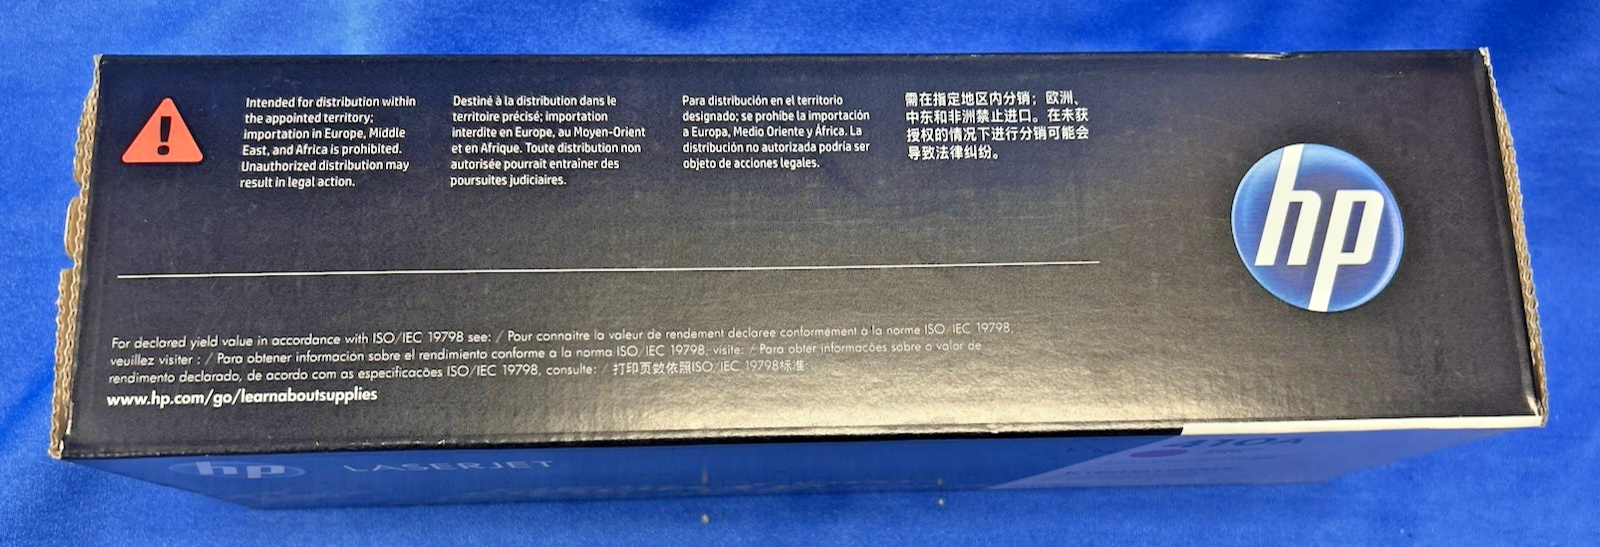 Intended for distribution within
the appointed territory;
importation in Europe, Middle
East, and Africa is prohibited.
Unauthorized distribution may
result in legal action.
Destiné à la distribution dans le
territoire précisé; importation
interdite en Europe, au Moyen-Orient
et en Afrique. Toute distribution non
autorisée pourrait entraîner des
poursuites judiciaires.
Para distribución en el territorio
designado; se prohíbe la importación
a Europa, Medio Oriente y África. La
distribución no autorizada podría ser
objeto de acciones legales.
需在指定地区内分销；欧洲、
中东和非洲禁止进口。在未获
授权的情况下进行分销可能会
导致法律纠纷。
hp
For declared yield value in accordance with ISO/IEC 19798 see: / Pour connaitre la valeur de rendement declaree conformément à la norme ISO/IEC 19798,
veuillez visiter : / Para obtener información sobre el rendimiento conforme a la norma ISO/IEC 19798, visite: / Para obter informacões sobre o valor de
rendimento declarado, de acordo com as especificacões ISO/IEC 19798, consulte: / 打印页数依照ISO/IEC 19798标准:
www.hp.com/go/learnaboutsupplies
hp LASERJET
410A